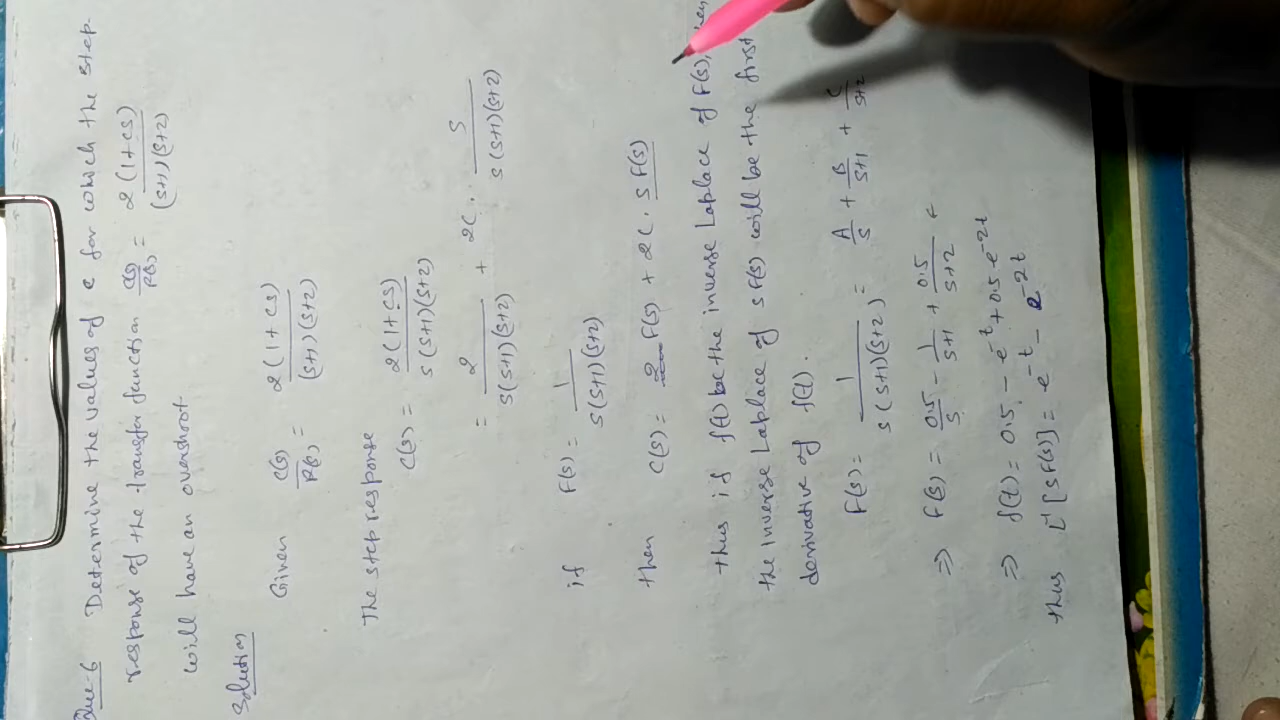 Que-6 Determine the values of c for which the step
response of the transfer function C(s)/R(s) = 2(1+cs)/(s+1)(s+2)
will have an overshoot.
Solution
Given C(s)/R(s) = 2(1+cs)/(s+1)(s+2)
The step response
C(s) = 2(1+cs)/s(s+1)(s+2)
= 2/s(s+1)(s+2) + 2C. s/s(s+1)(s+2)
if F(s) = 1/s(s+1)(s+2)
then C(s) = 2 F(s) + 2C. s F(s)
thus if f(t) be the inverse Laplace of F(s),
the inverse Laplace of sF(s) will be the first
derivative of f(t).
F(s) = 1/s(s+1)(s+2) = A/s + B/s+1 + C/s+2
⇒ F(s) = 0.5/s - 1/s+1 + 0.5/s+2
⇒ f(t) = 0.5 - e^-t + 0.5 e^-2t
thus L^-1[sF(s)] = e^-t - e^-2t